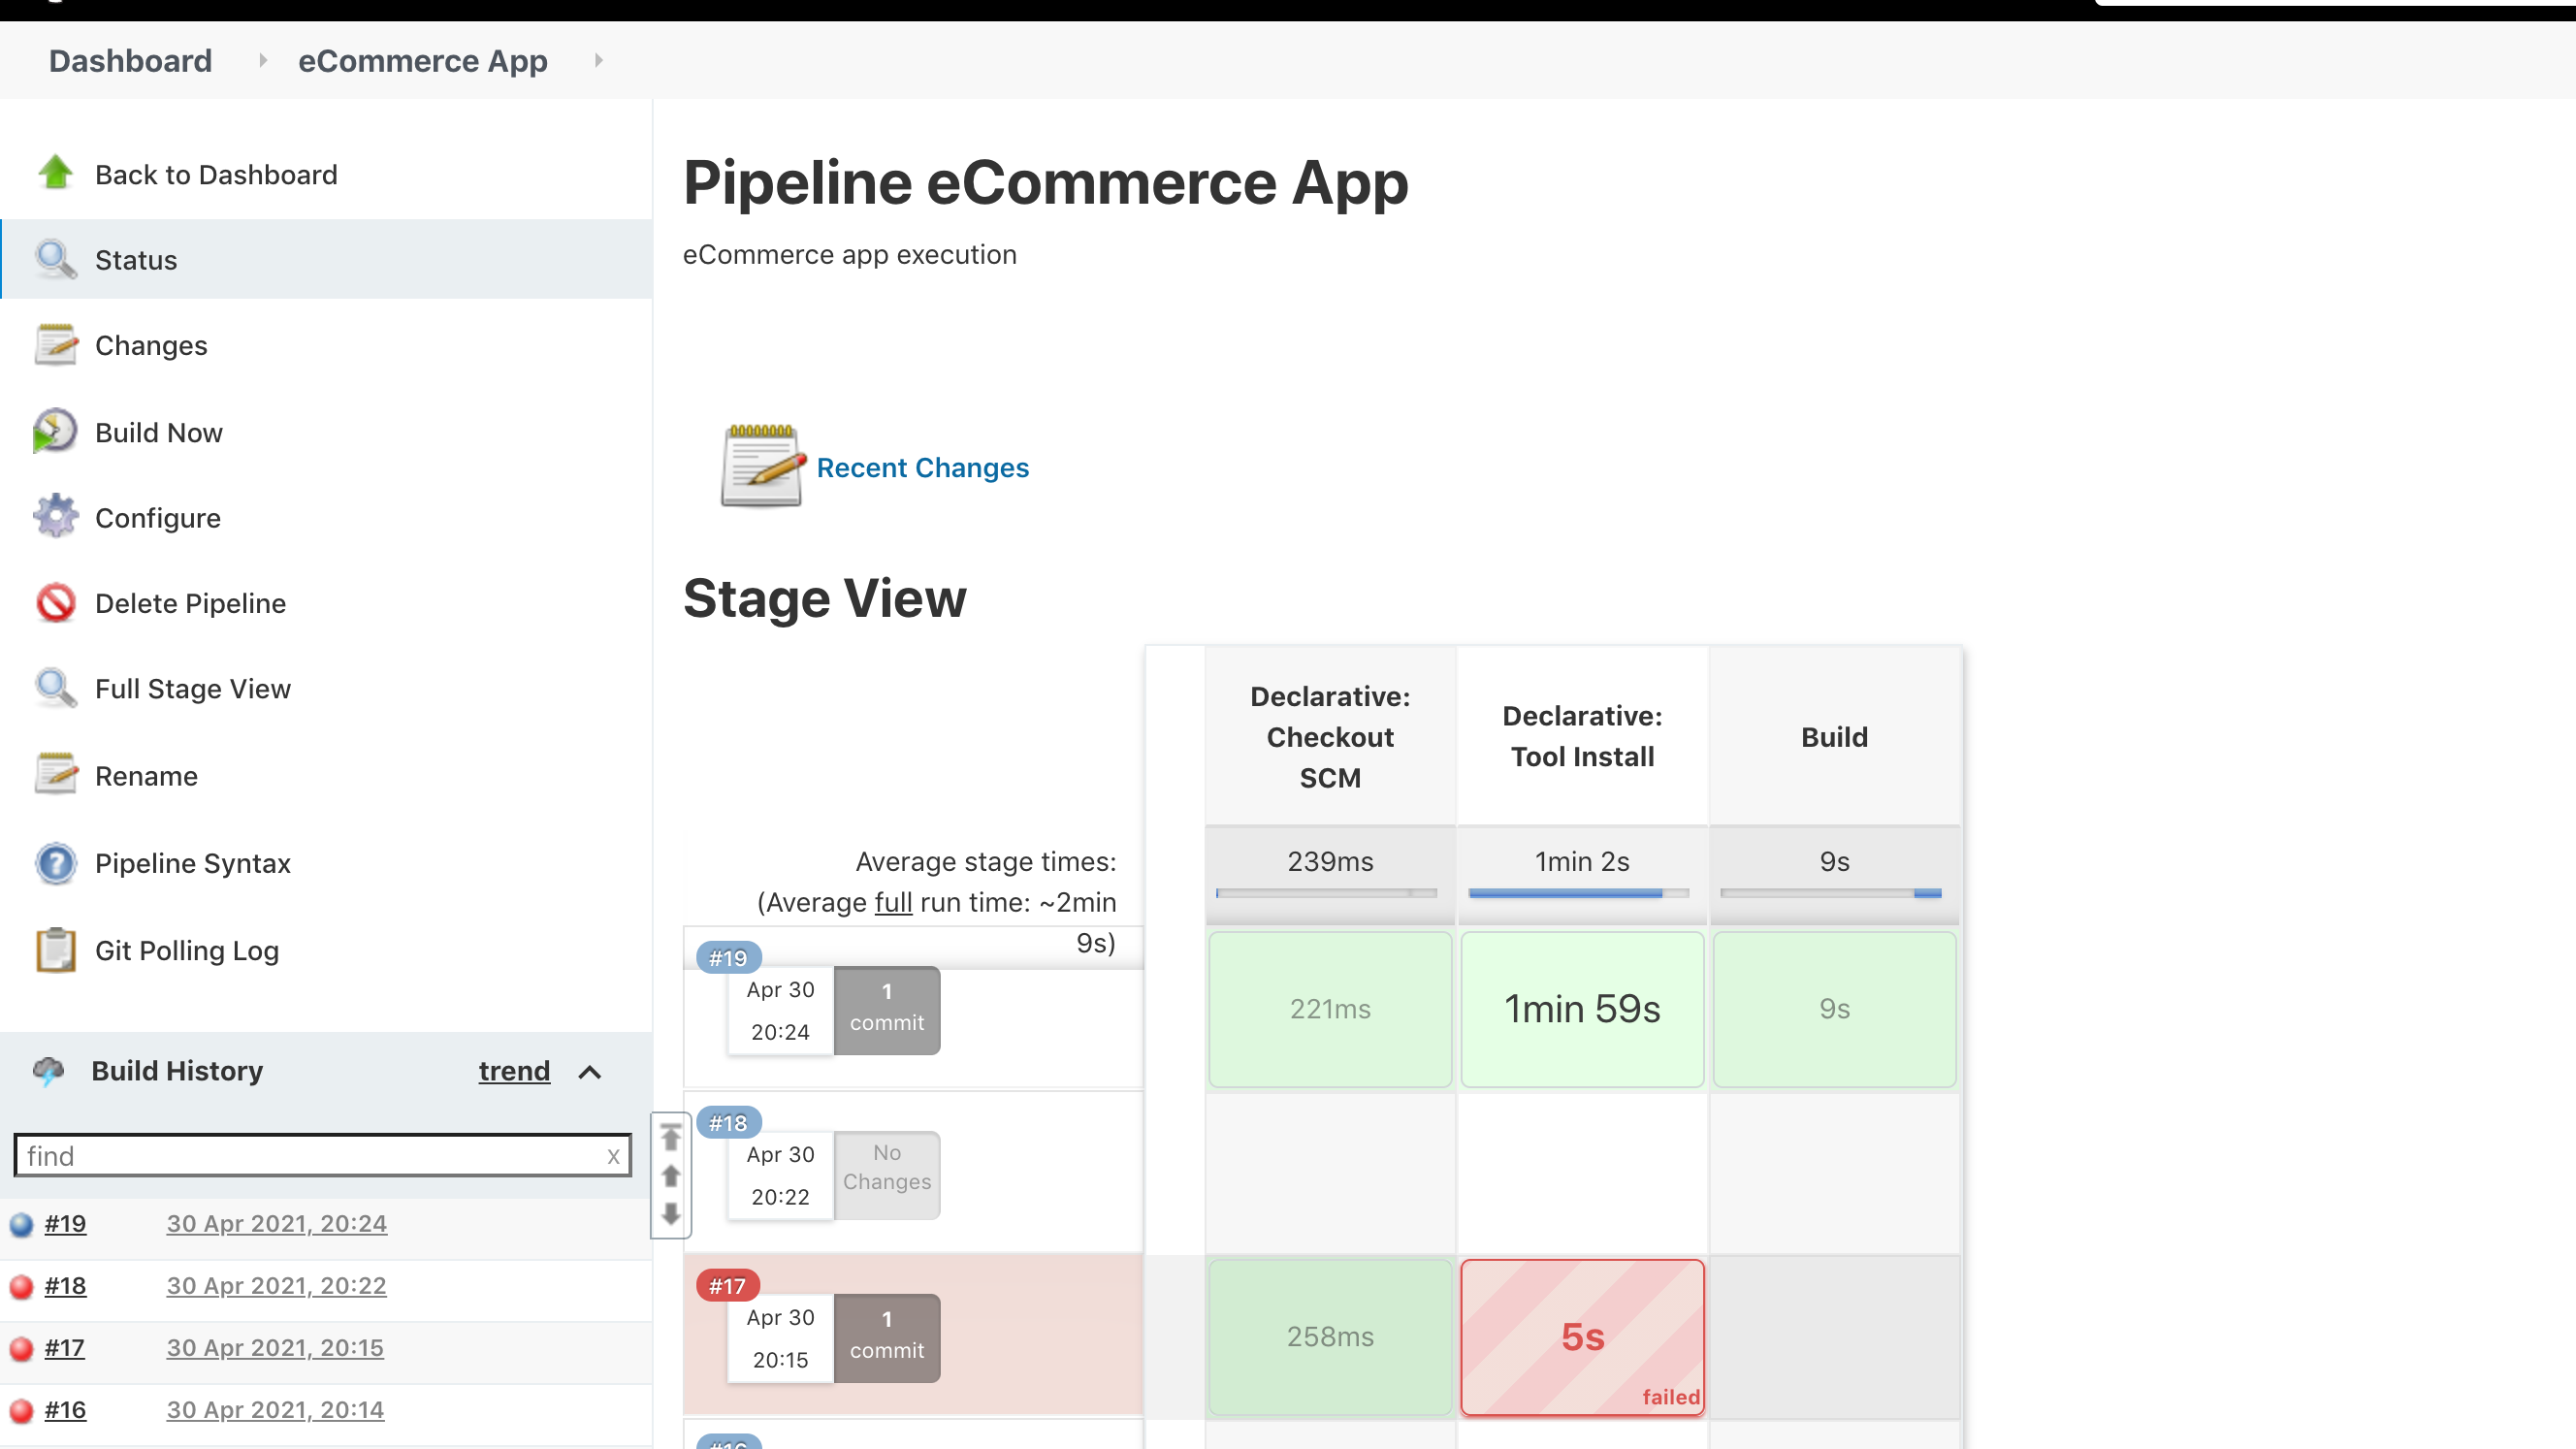 Dashboard
eCommerce App
Back to Dashboard
Status
Changes
Build Now
Configure
Delete Pipeline
Full Stage View
Rename
Pipeline Syntax
Git Polling Log
Build History
trend
find
x
#19 30 Apr 2021, 20:24
#18 30 Apr 2021, 20:22
#17 30 Apr 2021, 20:15
#16 30 Apr 2021, 20:14
Pipeline eCommerce App
eCommerce app execution
Recent Changes
Stage View
Declarative:
Checkout
SCM
Declarative:
Tool Install
Build
Average stage times:
(Average full run time: ~2min
9s)
239ms
1min 2s
9s
#19
Apr 30
20:24
1
commit
221ms
1min 59s
9s
#18
Apr 30
20:22
No
Changes
#17
Apr 30
20:15
1
commit
258ms
5s
failed